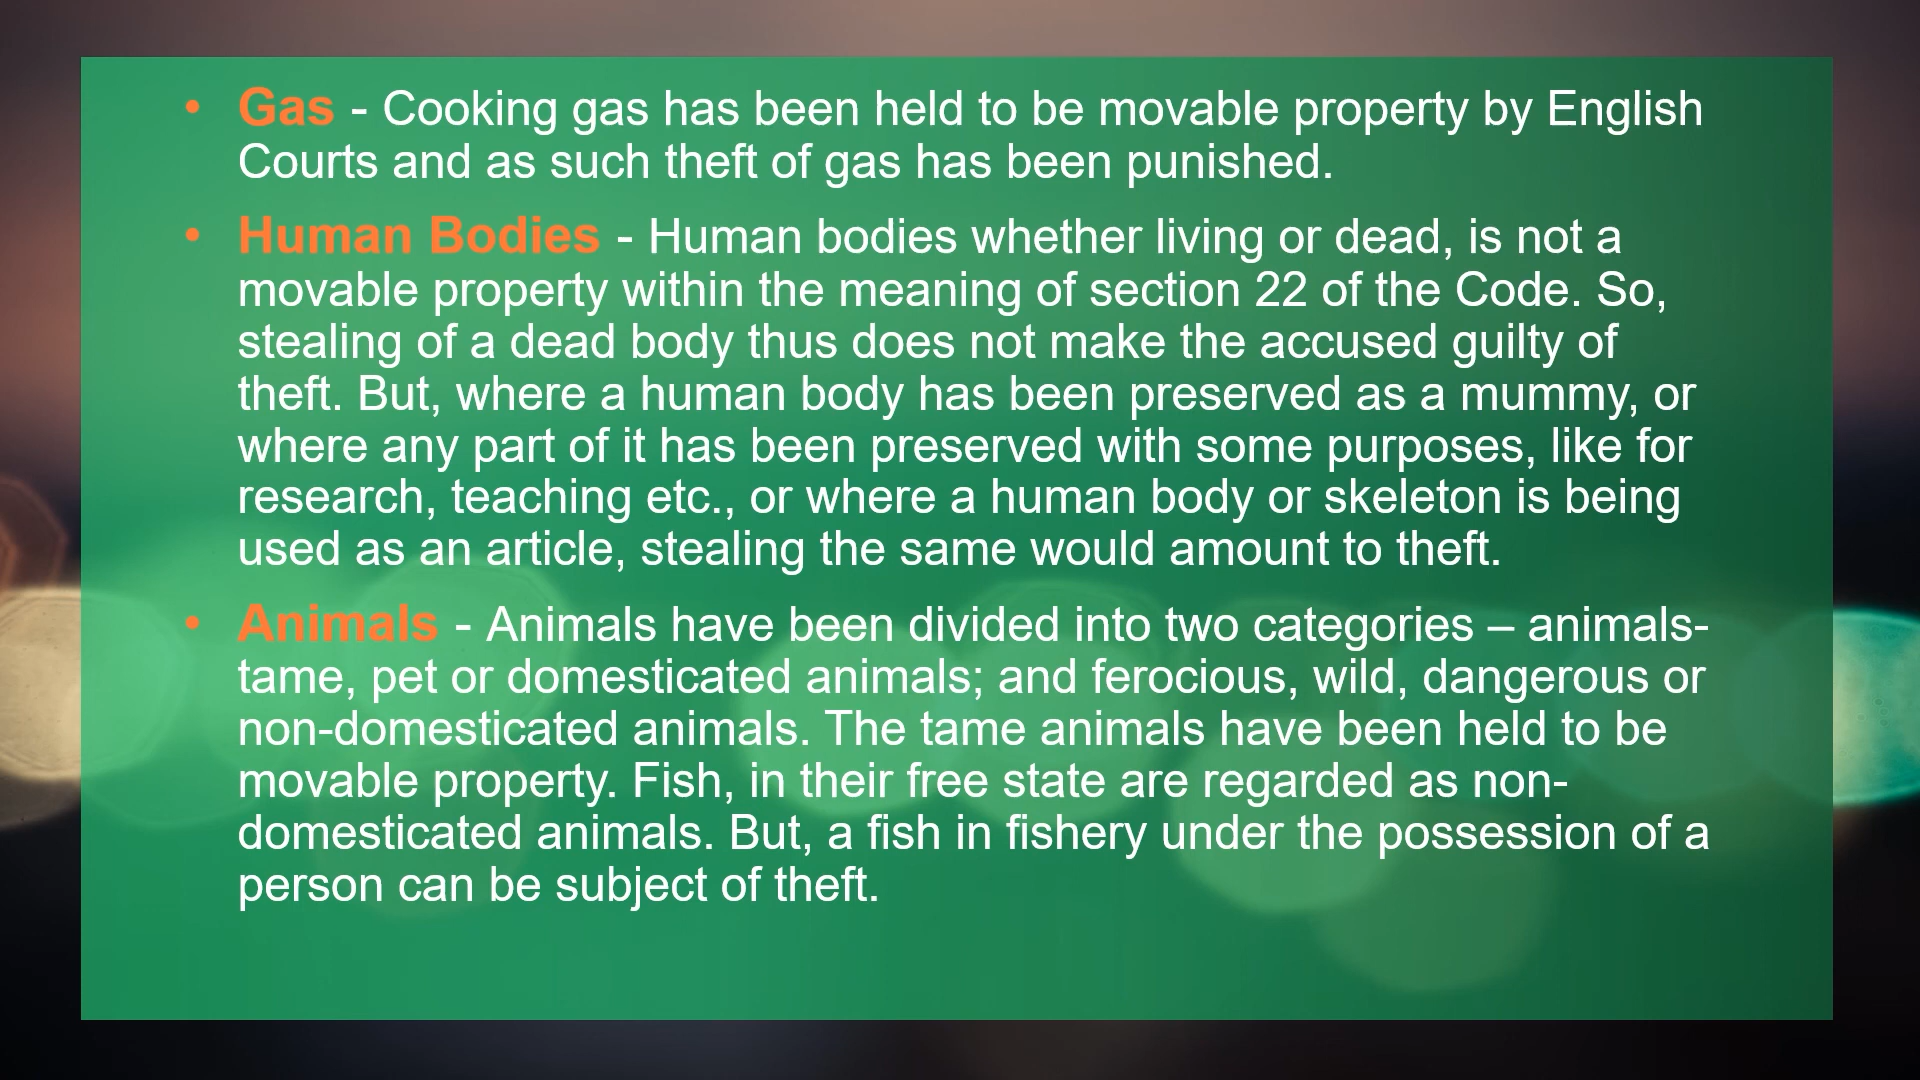 • Gas - Cooking gas has been held to be movable property by English
Courts and as such theft of gas has been punished.
• Human Bodies - Human bodies whether living or dead, is not a
movable property within the meaning of section 22 of the Code. So,
stealing of a dead body thus does not make the accused guilty of
theft. But, where a human body has been preserved as a mummy, or
where any part of it has been preserved with some purposes, like for
research, teaching etc., or where a human body or skeleton is being
used as an article, stealing the same would amount to theft.
• Animals - Animals have been divided into two categories – animals-
tame, pet or domesticated animals; and ferocious, wild, dangerous or
non-domesticated animals. The tame animals have been held to be
movable property. Fish, in their free state are regarded as non-
domesticated animals. But, a fish in fishery under the possession of a
person can be subject of theft.